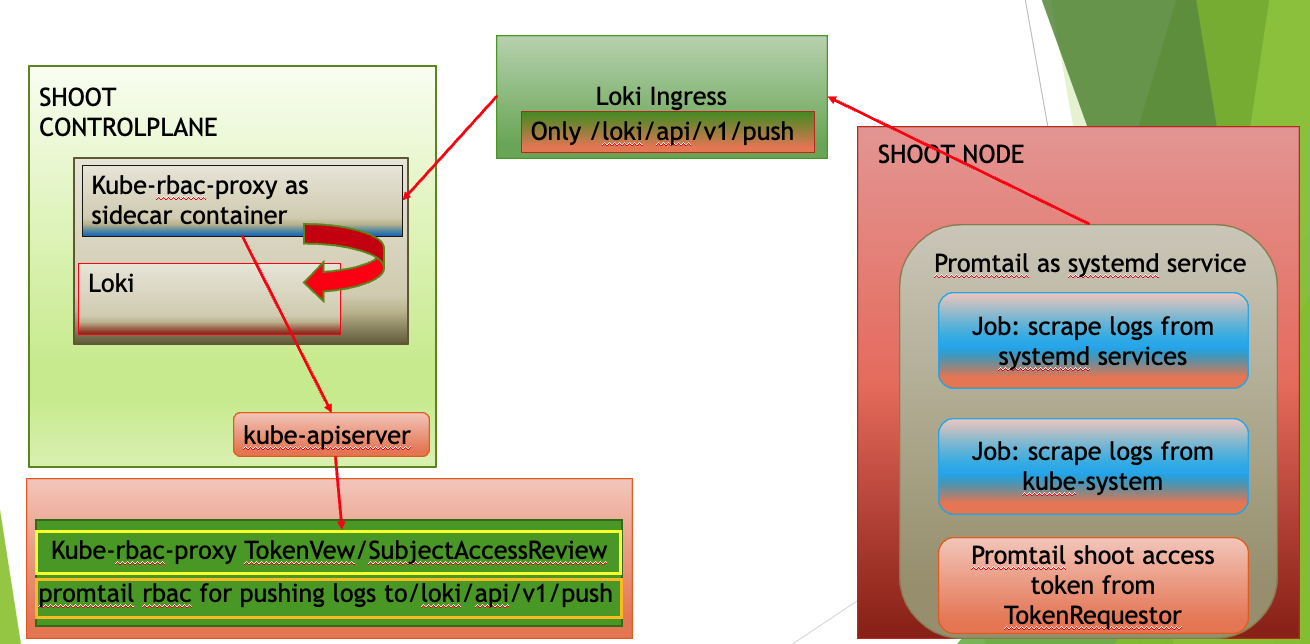 SHOOT
CONTROLPLANE
Kube-rbac-proxy as
sidecar container
Loki
kube-apiserver
Kube-rbac-proxy TokenVew/SubjectAccessReview
promtail rbac for pushing logs to/loki/api/v1/push
Loki Ingress
Only /loki/api/v1/push
SHOOT NODE
Promtail as systemd service
Job: scrape logs from
systemd services
Job: scrape logs from
kube-system
Promtail shoot access
token from
TokenRequestor